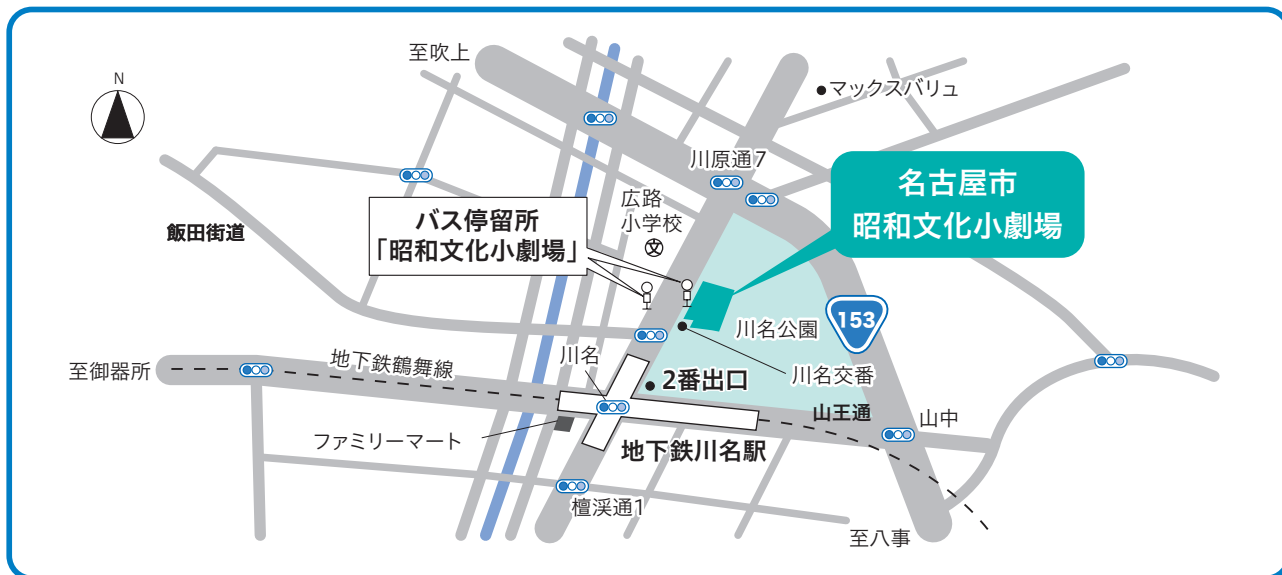 至吹上
N
マックスバリュ
川原通7
名古屋市
昭和文化小劇場
広路
小学校
文
バス停留所
「昭和文化小劇場」
飯田街道
153
川名公園
川名
地下鉄鶴舞線
至御器所
2番出口
川名交番
山王通
山中
ファミリーマート
地下鉄川名駅
檀渓通1
至八事